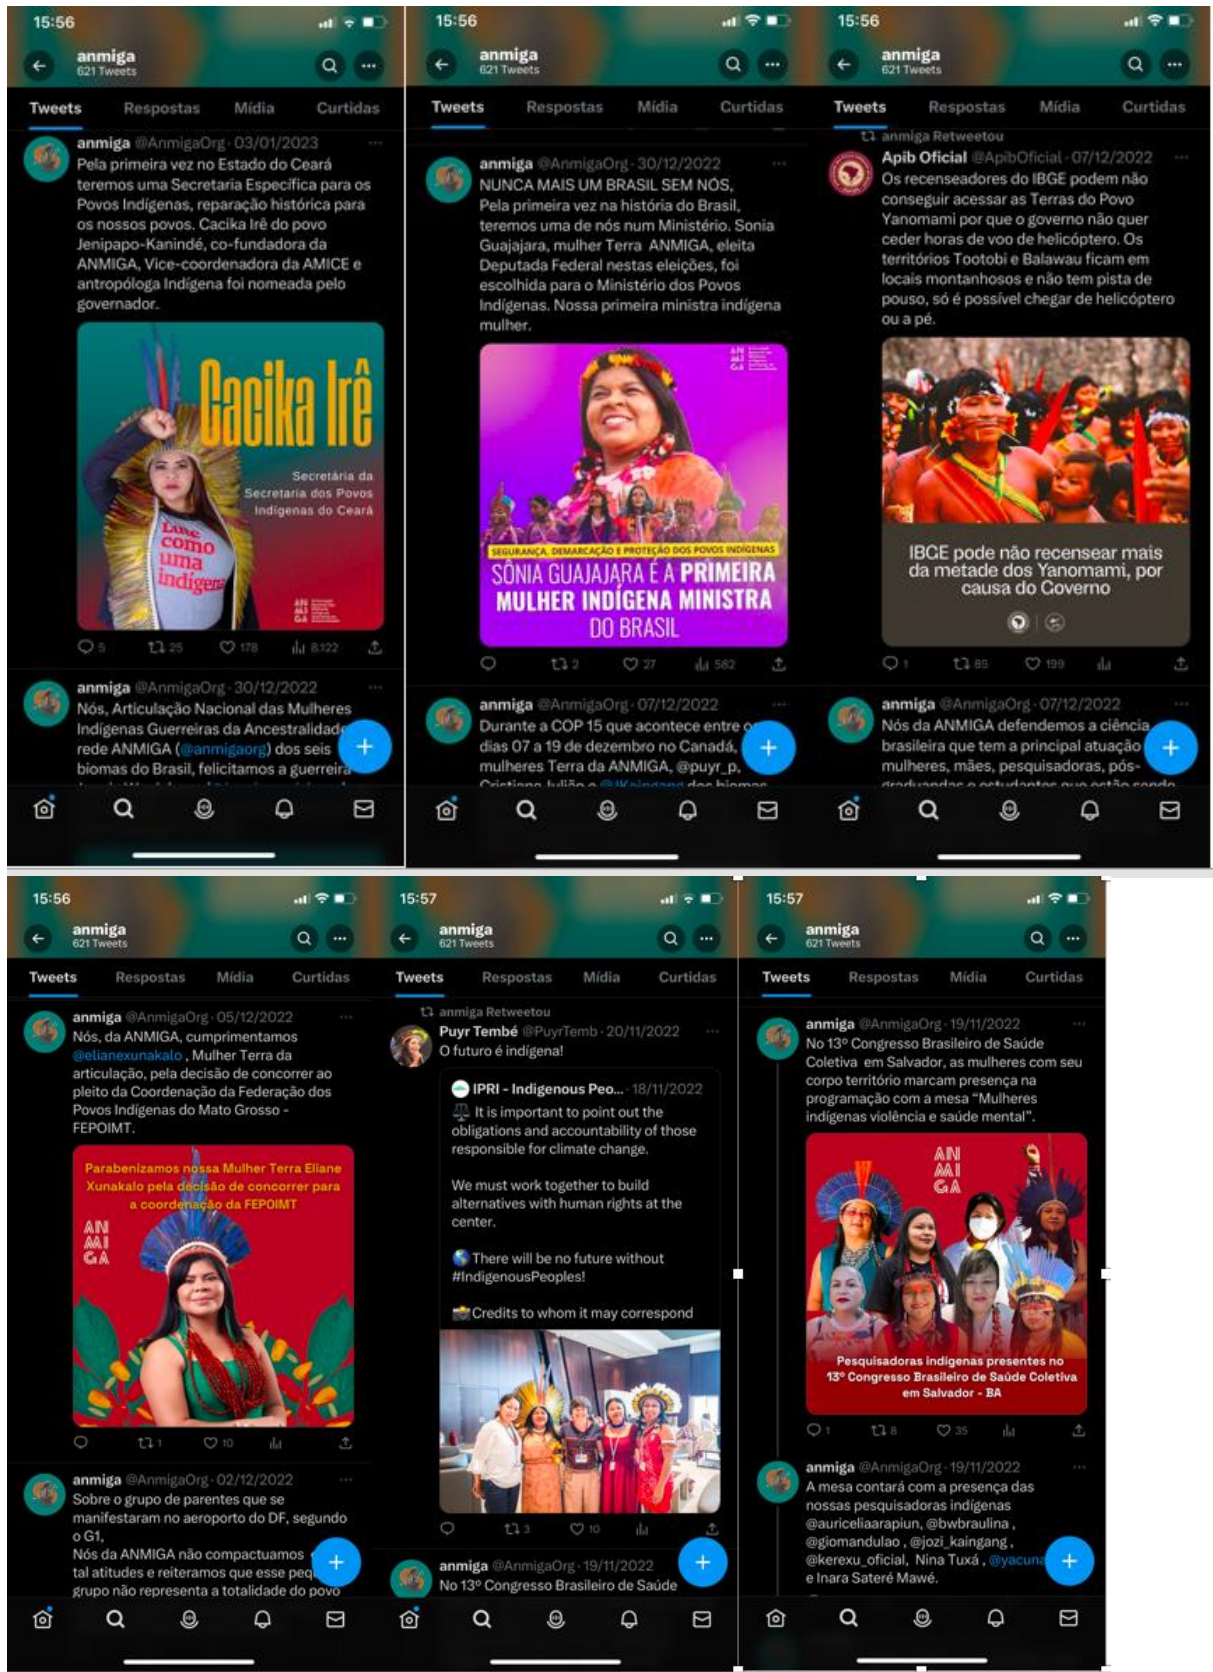 15:56
anmiga
621 Tweets
Tweets Respostas Mídia Curtidas
anmiga @AnmigaOrg · 03/01/2023
Pela primeira vez no Estado do Ceará
teremos uma Secretaria Específica para os
Povos Indígenas, reparação histórica para
os nossos povos. Cacika Irê do povo
Jenipapo-Kanindé, co-fundadora da
ANMIGA, Vice-coordenadora da AMICE e
antropóloga Indígena foi nomeada pelo
governador.
Cacika Irê
Secretária da
Secretaria dos Povos
Indígenas do Ceará
Lute
como
uma
indígena
AN
MI
GA
5 25 178 8.122
anmiga @AnmigaOrg · 30/12/2022
Nós, Articulação Nacional das Mulheres
Indígenas Guerreiras da Ancestralidade
rede ANMIGA (@anmigaorg) dos seis
biomas do Brasil, felicitamos a guerreira
15:56
anmiga
621 Tweets
Tweets Respostas Mídia Curtidas
anmiga @AnmigaOrg · 30/12/2022
NUNCA MAIS UM BRASIL SEM NÓS,
Pela primeira vez na história do Brasil,
teremos uma de nós num Ministério. Sonia
Guajajara, mulher Terra ANMIGA, eleita
Deputada Federal nestas eleições, foi
escolhida para o Ministério dos Povos
Indígenas. Nossa primeira ministra indígena
mulher.
AN
MI
GA
SEGURANÇA, DEMARCAÇÃO E PROTEÇÃO DOS POVOS INDÍGENAS
SÔNIA GUAJAJARA É A PRIMEIRA
MULHER INDÍGENA MINISTRA
DO BRASIL
2 27 582
anmiga @AnmigaOrg · 07/12/2022
Durante a COP 15 que acontece entre os
dias 07 a 19 de dezembro no Canadá,
mulheres Terra da ANMIGA, @puyr_p,
Cristiane Julião e @JKaingang dos biomas
15:56
anmiga
621 Tweets
Tweets Respostas Mídia Curtidas
anmiga Retweetou
Apib Oficial @ApibOficial · 07/12/2022
Os recenseadores do IBGE podem não
conseguir acessar as Terras do Povo
Yanomami por que o governo não quer
ceder horas de voo de helicóptero. Os
territórios Tootobi e Balawau ficam em
locais montanhosos e não tem pista de
pouso, só é possível chegar de helicóptero
ou a pé.
IBGE pode não recensear mais
da metade dos Yanomami, por
causa do Governo
1 85 199
anmiga @AnmigaOrg · 07/12/2022
Nós da ANMIGA defendemos a ciência
brasileira que tem a principal atuação
mulheres, mães, pesquisadoras, pós-
graduandas e estudantes que estão sendo
15:56
anmiga
621 Tweets
Tweets Respostas Mídia Curtidas
anmiga @AnmigaOrg · 05/12/2022
Nós, da ANMIGA, cumprimentamos
@elianexunakalo , Mulher Terra da
articulação, pela decisão de concorrer ao
pleito da Coordenação da Federação dos
Povos Indígenas do Mato Grosso -
FEPOIMT.
Parabenizamos nossa Mulher Terra Eliane
Xunakalo pela decisão de concorrer para
a coordenação da FEPOIMT
AN
MI
GA
1 10
anmiga @AnmigaOrg · 02/12/2022
Sobre o grupo de parentes que se
manifestaram no aeroporto do DF, segundo
o G1,
Nós da ANMIGA não compactuamos
tal atitudes e reiteramos que esse
grupo não representa a totalidade do povo
15:57
anmiga
621 Tweets
Tweets Respostas Mídia Curtidas
anmiga Retweetou
Puyr Tembé @PuyrTemb · 20/11/2022
O futuro é indígena!
IPRI - Indigenous Peo... · 18/11/2022
It is important to point out the
obligations and accountability of those
responsible for climate change.
We must work together to build
alternatives with human rights at the
center.
There will be no future without
#IndigenousPeoples!
Credits to whom it may correspond
3 10
anmiga @AnmigaOrg · 19/11/2022
No 13º Congresso Brasileiro de Saúde
15:57
anmiga
621 Tweets
Tweets Respostas Mídia Curtidas
anmiga @AnmigaOrg · 19/11/2022
No 13º Congresso Brasileiro de Saúde
Coletiva em Salvador, as mulheres com seu
corpo território marcam presença na
programação com a mesa “Mulheres
indígenas violência e saúde mental”.
AN
MI
GA
Pesquisadoras indígenas presentes no
13º Congresso Brasileiro de Saúde Coletiva
em Salvador - BA
1 8 35
anmiga @AnmigaOrg · 19/11/2022
A mesa contará com a presença das
nossas pesquisadoras indígenas
@auriceliaarapiun, @bwbraulina ,
@giomandulao , @jozi_kaingang ,
@kerexu_oficial, Nina Tuxá , @yacuna
e Inara Sateré Mawé.